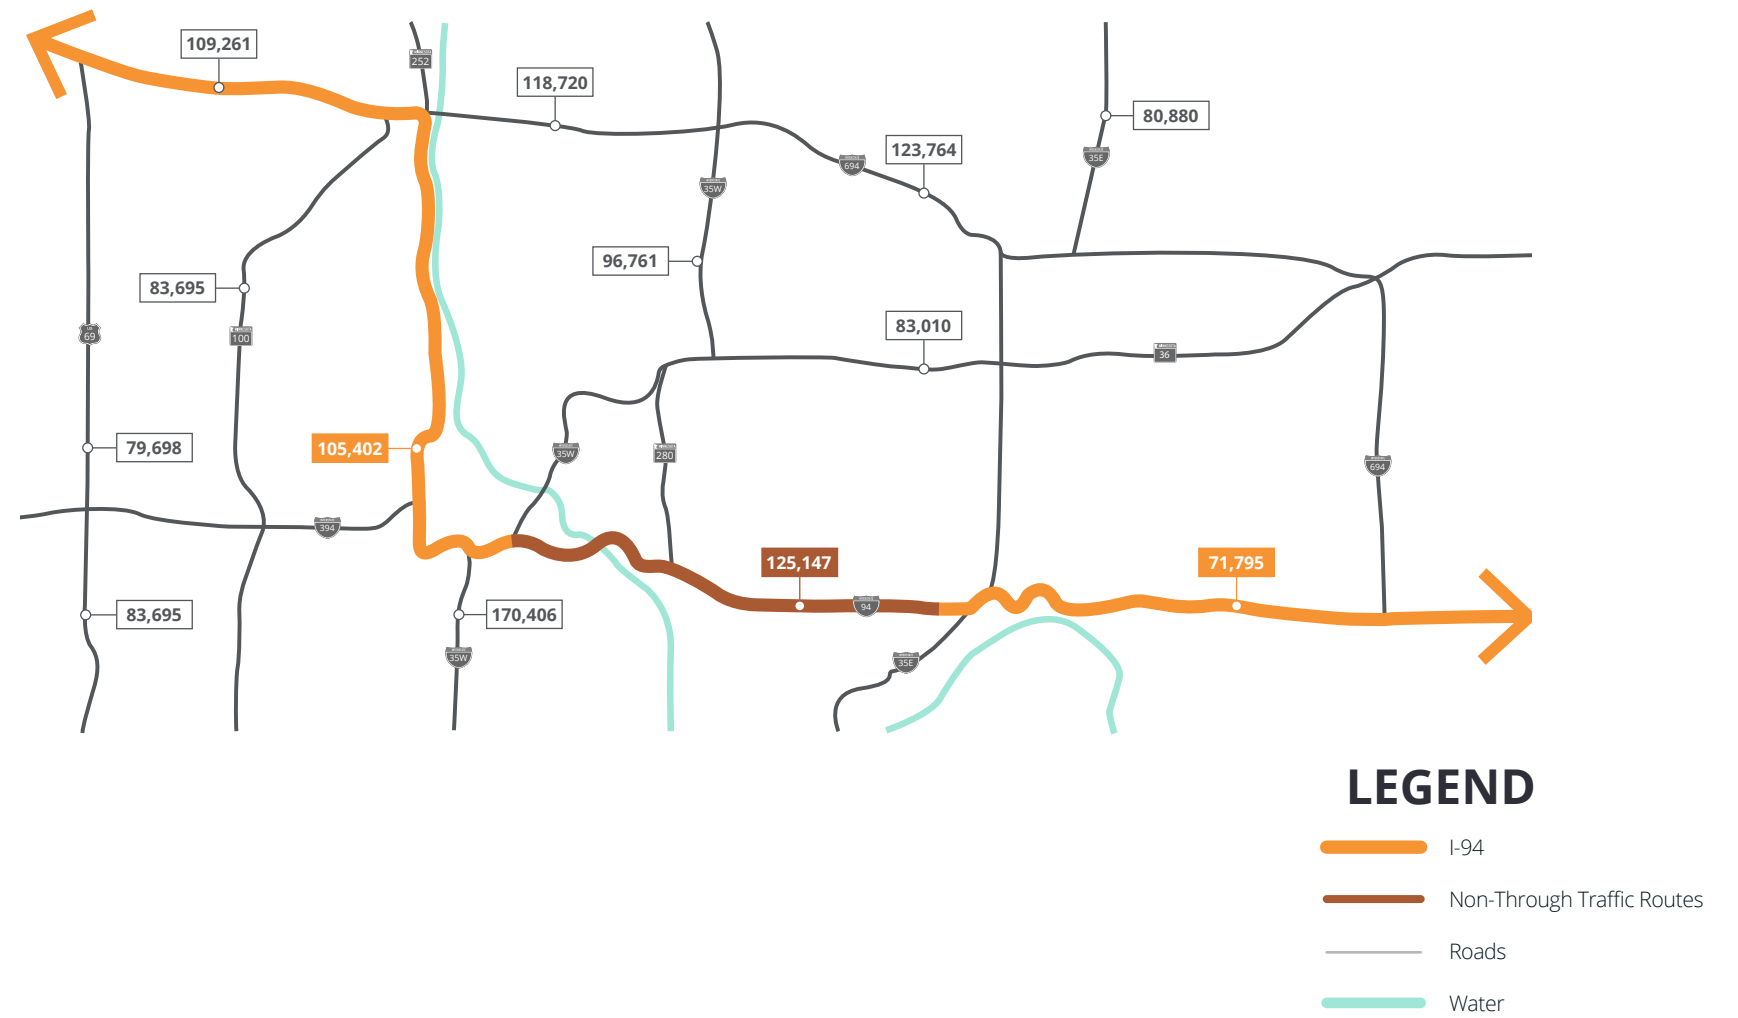 109,261
252
118,720
80,880
123,764
35E
694
35W
96,761
83,695
83,010
US
69
100
36
79,698
105,402
35W
280
694
394
125,147
71,795
94
83,695
170,406
35W
35E
LEGEND
I-94
Non-Through Traffic Routes
Roads
Water